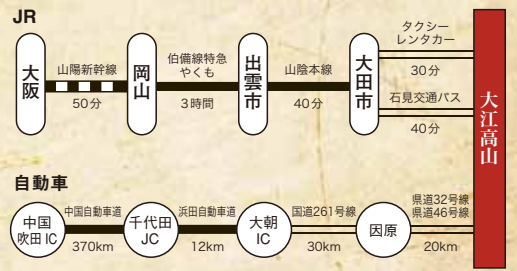 JR
大阪
山陽新幹線
50分
岡山
伯備線特急
やくも
3時間
出雲市
山陰本線
40分
大田市
タクシー
レンタカー
30分
石見交通バス
40分
大江高山
自動車
中国
吹田IC
中国自動車道
370km
千代田
JC
浜田自動車道
12km
大朝
IC
国道261号線
30km
因原
県道32号線
県道46号線
20km